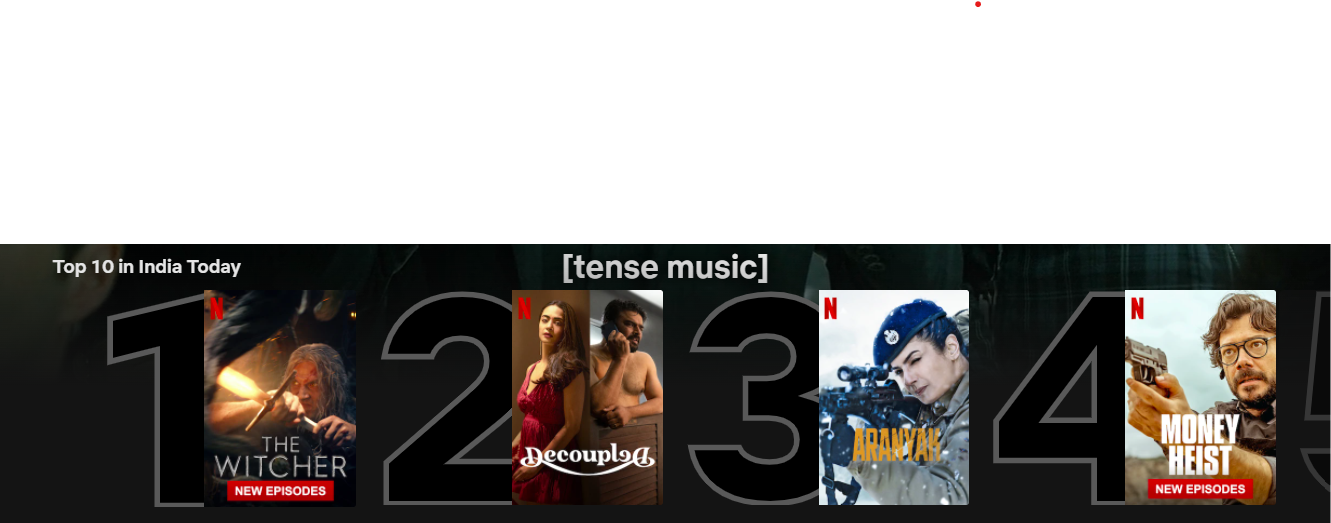 Top 10 in India Today
[tense music]
1
N
THE
WITCHER
NEW EPISODES
2
N
Decoupled
3
N
ARANYAK
4
N
MONEY
HEIST
NEW EPISODES
5